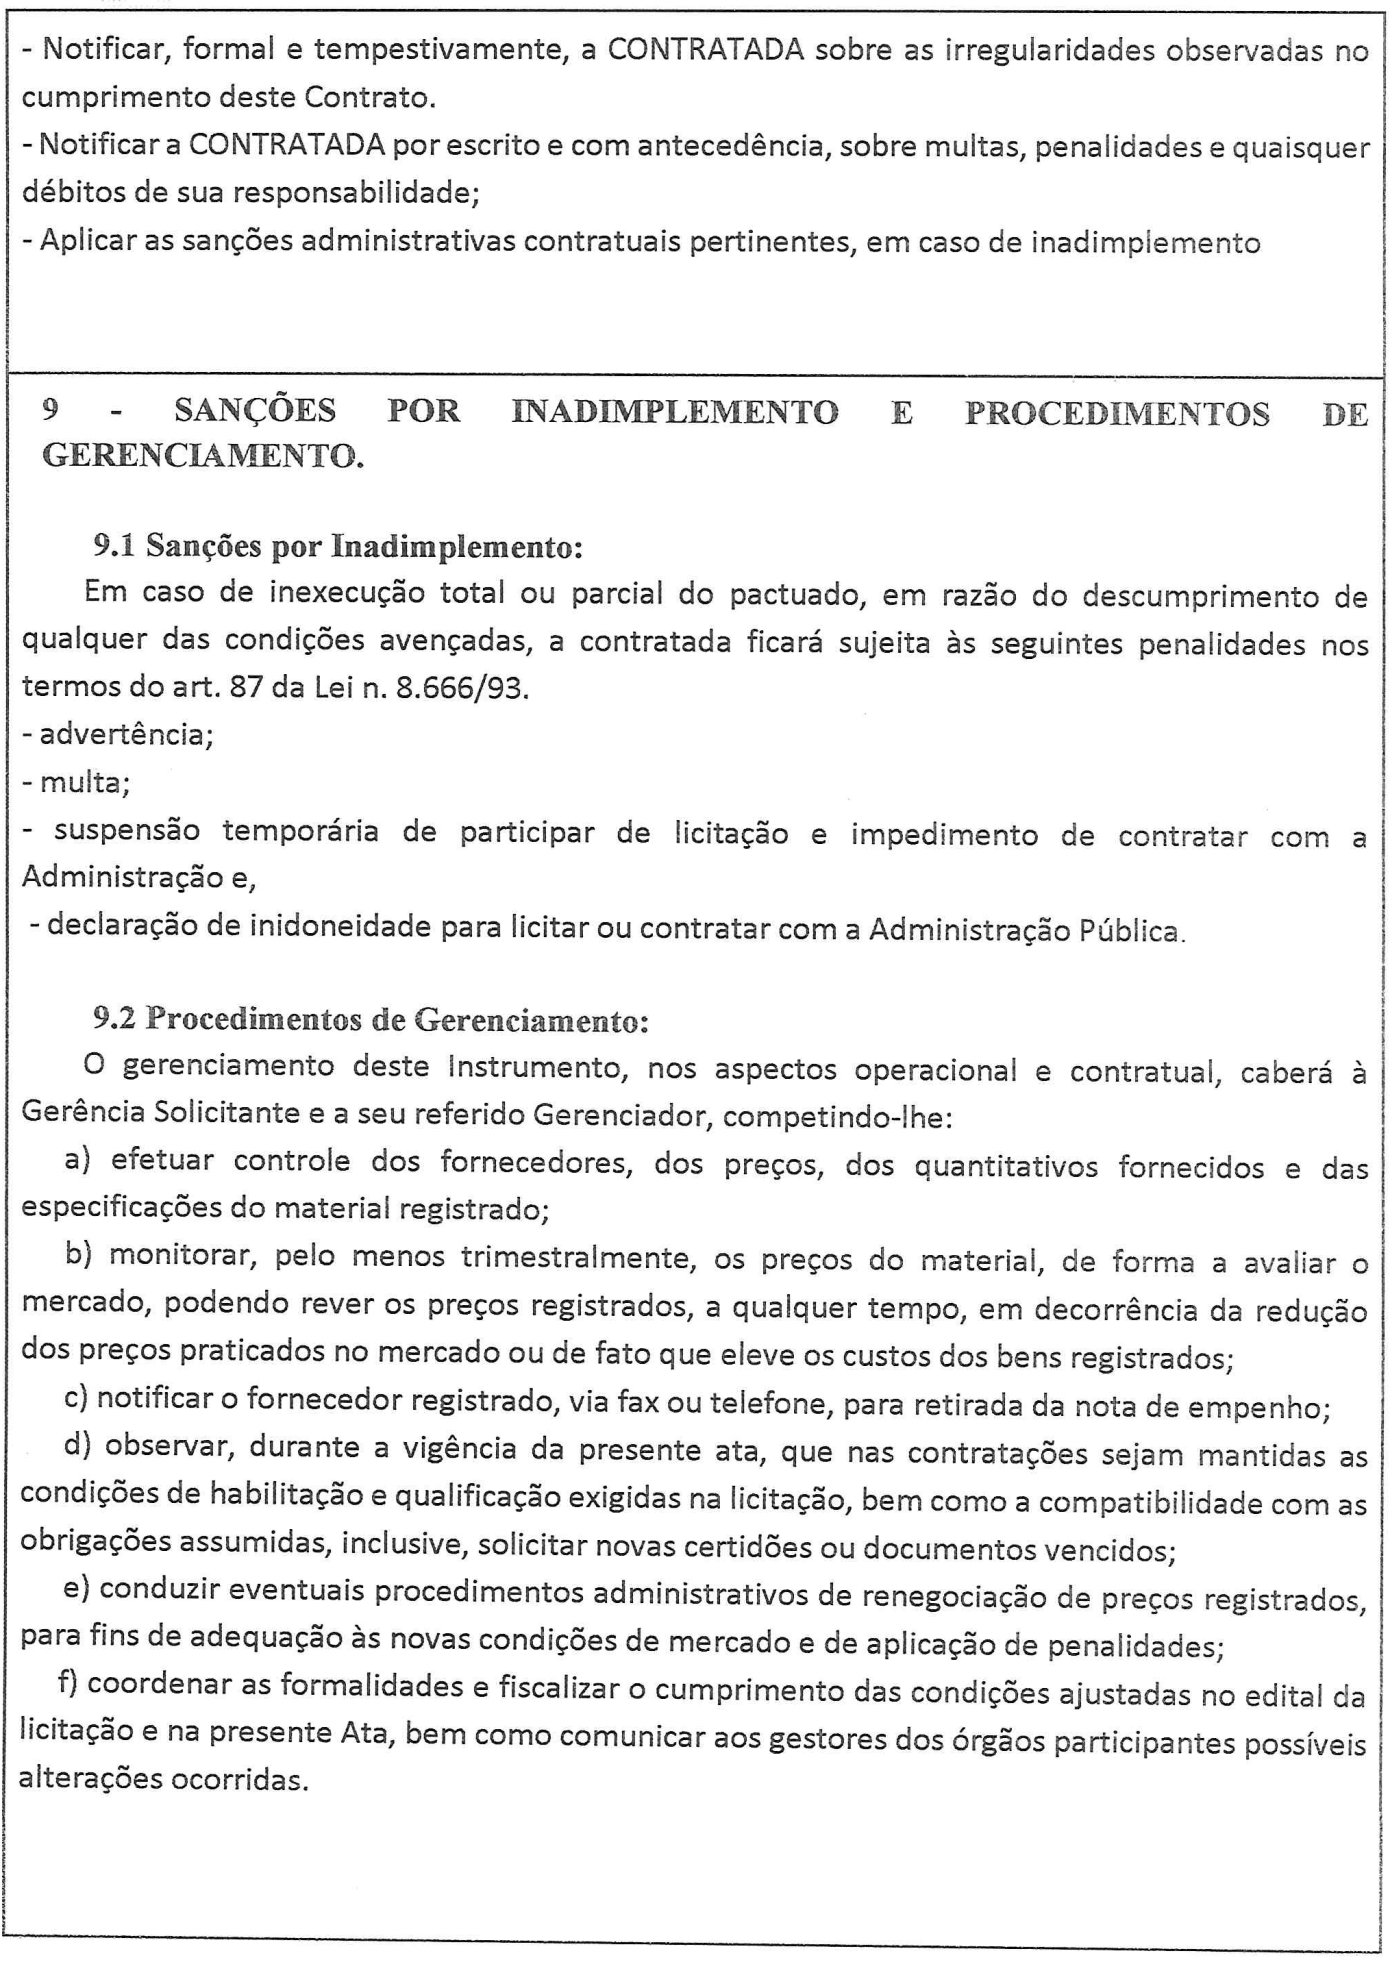 - Notificar, formal e tempestivamente, a CONTRATADA sobre as irregularidades observadas no
cumprimento deste Contrato.
- Notificar a CONTRATADA por escrito e com antecedência, sobre multas, penalidades e quaisquer
débitos de sua responsabilidade;
- Aplicar as sanções administrativas contratuais pertinentes, em caso de inadimplemento
9 - SANÇÕES POR INADIMPLEMENTO E PROCEDIMENTOS DE
GERENCIAMENTO.
9.1 Sanções por Inadimplemento:
Em caso de inexecução total ou parcial do pactuado, em razão do descumprimento de
qualquer das condições avençadas, a contratada ficará sujeita às seguintes penalidades nos
termos do art. 87 da Lei n. 8.666/93.
- advertência;
- multa;
- suspensão temporária de participar de licitação e impedimento de contratar com a
Administração e,
- declaração de inidoneidade para licitar ou contratar com a Administração Pública.
9.2 Procedimentos de Gerenciamento:
O gerenciamento deste Instrumento, nos aspectos operacional e contratual, caberá à
Gerência Solicitante e a seu referido Gerenciador, competindo-lhe:
a) efetuar controle dos fornecedores, dos preços, dos quantitativos fornecidos e das
especificações do material registrado;
b) monitorar, pelo menos trimestralmente, os preços do material, de forma a avaliar o
mercado, podendo rever os preços registrados, a qualquer tempo, em decorrência da redução
dos preços praticados no mercado ou de fato que eleve os custos dos bens registrados;
c) notificar o fornecedor registrado, via fax ou telefone, para retirada da nota de empenho;
d) observar, durante a vigência da presente ata, que nas contratações sejam mantidas as
condições de habilitação e qualificação exigidas na licitação, bem como a compatibilidade com as
obrigações assumidas, inclusive, solicitar novas certidões ou documentos vencidos;
e) conduzir eventuais procedimentos administrativos de renegociação de preços registrados,
para fins de adequação às novas condições de mercado e de aplicação de penalidades;
f) coordenar as formalidades e fiscalizar o cumprimento das condições ajustadas no edital da
licitação e na presente Ata, bem como comunicar aos gestores dos órgãos participantes possíveis
alterações ocorridas.